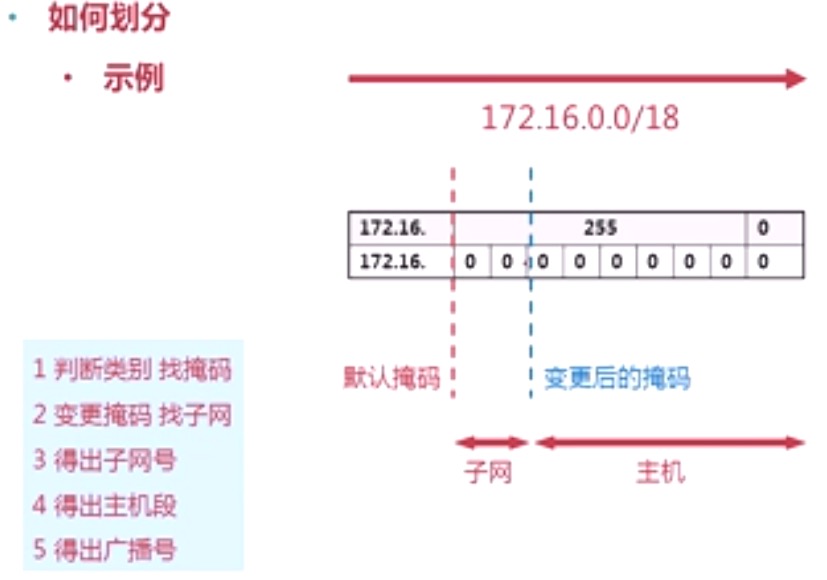 • 如何划分
• 示例
172.16.0.0/18
172.16. 255 0
172.16. 0 0 0 0 0 0 0 0 0
默认掩码
变更后的掩码
子网
主机
1 判断类别 找掩码
2 变更掩码 找子网
3 得出子网号
4 得出主机段
5 得出广播号